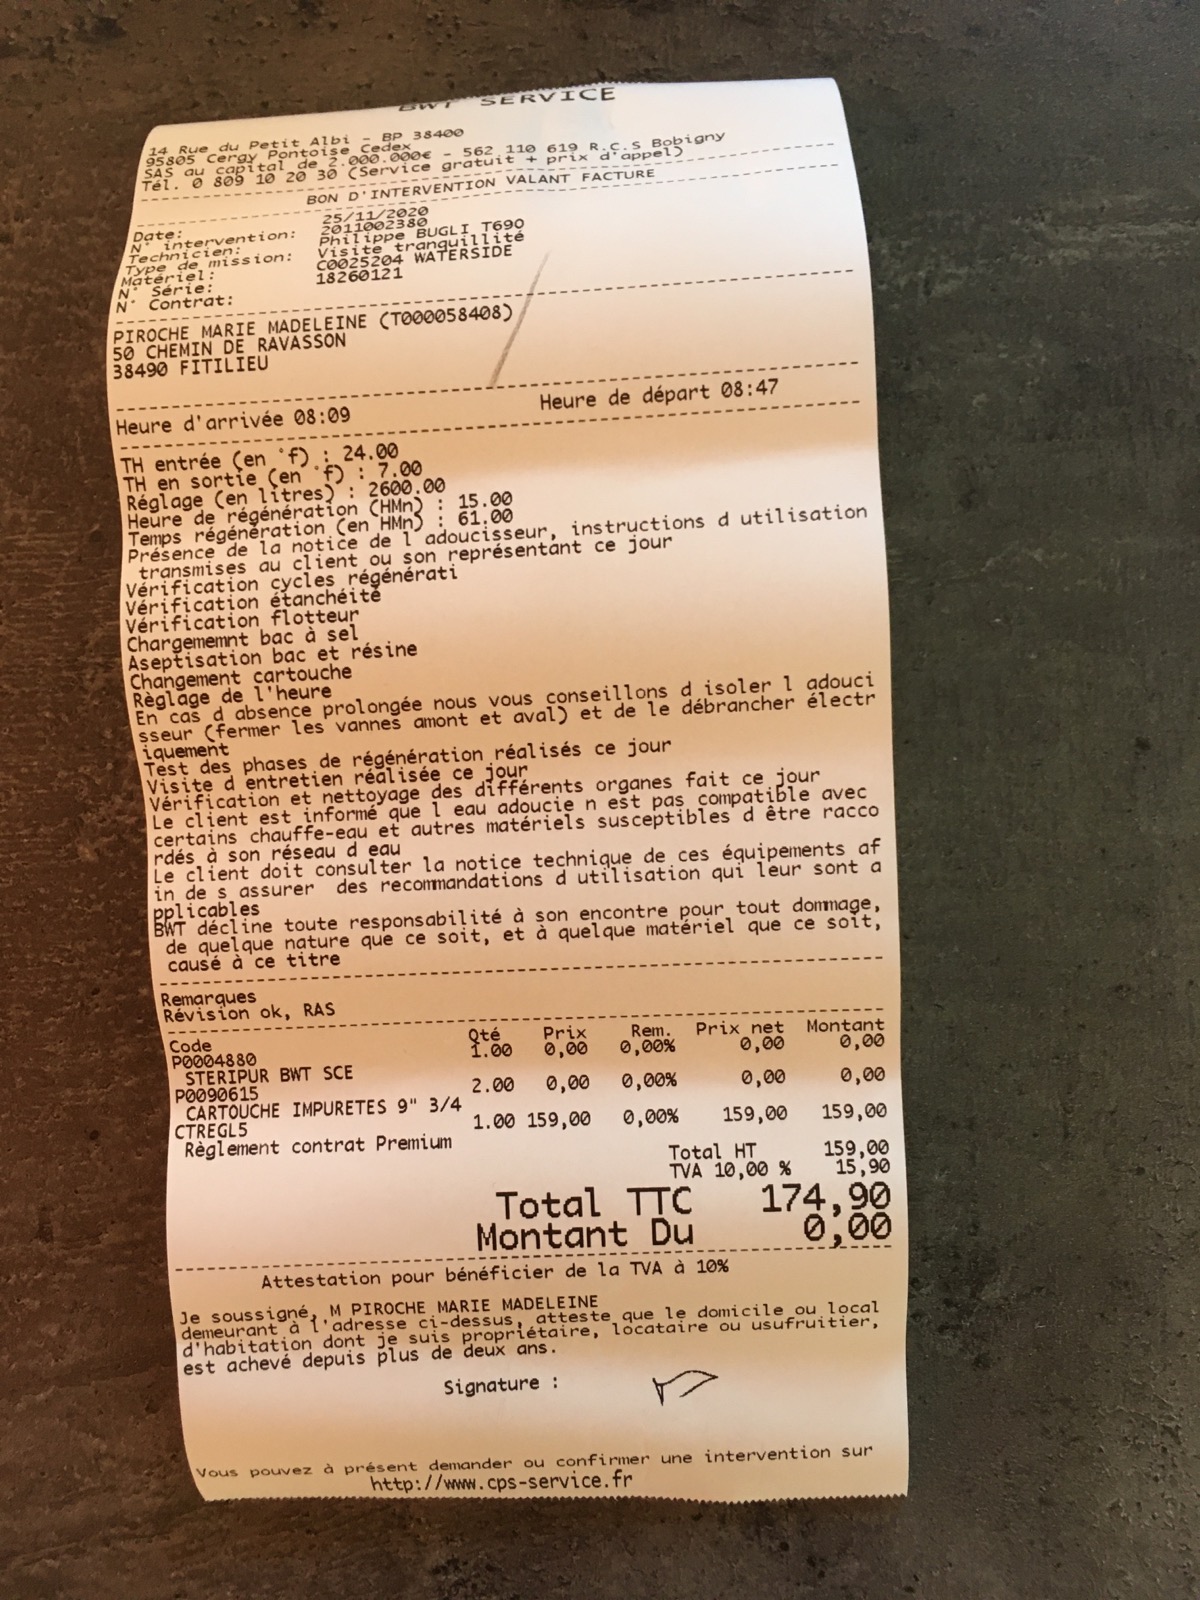 BWT SERVICE
14 Rue du Petit Albi - BP 38400
95805 Cergy Pontoise Cedex
SAS au capital de 2.000.000€ - 562 110 619 R.C.S Bobigny
Tél. 0 809 10 20 30 (Service gratuit + prix d'appel)
BON D'INTERVENTION VALANT FACTURE
Date: 25/11/2020
N° intervention: 2011002380
Technicien: Philippe BUGLI T690
Type de mission: Visite tranquillité
Matériel: C0025204 WATERSIDE
N° Série: 18260121
N° Contrat:
PIROCHE MARIE MADELEINE (T000058408)
50 CHEMIN DE RAVASSON
38490 FITILIEU
Heure d'arrivée 08:09 Heure de départ 08:47
TH entrée (en °f) : 24.00
TH en sortie (en °f) : 7.00
Réglage (en litres) : 2600.00
Heure de régénération (HMn) : 15.00
Temps régénération (en HMn) : 61.00
Présence de la notice de l adoucisseur, instructions d utilisation
transmises au client ou son représentant ce jour
Vérification cycles régénérati
Vérification étanchéité
Vérification flotteur
Chargememnt bac à sel
Aseptisation bac et résine
Changement cartouche
Règlage de l'heure
En cas d absence prolongée nous vous conseillons d isoler l adouci
sseur (fermer les vannes amont et aval) et de le débrancher électr
iquement
Test des phases de régénération réalisés ce jour
Visite d entretien réalisée ce jour
Vérification et nettoyage des différents organes fait ce jour
Le client est informé que l eau adoucie n est pas compatible avec
certains chauffe-eau et autres matériels susceptibles d être racco
rdés à son réseau d eau
Le client doit consulter la notice technique de ces équipements af
in de s assurer des recommandations d utilisation qui leur sont a
pplicables
BWT décline toute responsabilité à son encontre pour tout dommage,
de quelque nature que ce soit, et à quelque matériel que ce soit,
causé à ce titre
Remarques
Révision ok, RAS
Code Qté Prix Rem. Prix net Montant
P0004880 1.00 0,00 0,00% 0,00 0,00
STERIPUR BWT SCE
P0090615 2.00 0,00 0,00% 0,00 0,00
CARTOUCHE IMPURETES 9" 3/4
CTREGL5 1.00 159,00 0,00% 159,00 159,00
Règlement contrat Premium
Total HT 159,00
TVA 10,00 % 15,90
Total TTC 174,90
Montant Du 0,00
Attestation pour bénéficier de la TVA à 10%
Je soussigné, M PIROCHE MARIE MADELEINE
demeurant à l'adresse ci-dessus, atteste que le domicile ou local
d'habitation dont je suis propriétaire, locataire ou usufruitier,
est achevé depuis plus de deux ans.
Signature :
Vous pouvez à présent demander ou confirmer une intervention sur
http://www.cps-service.fr